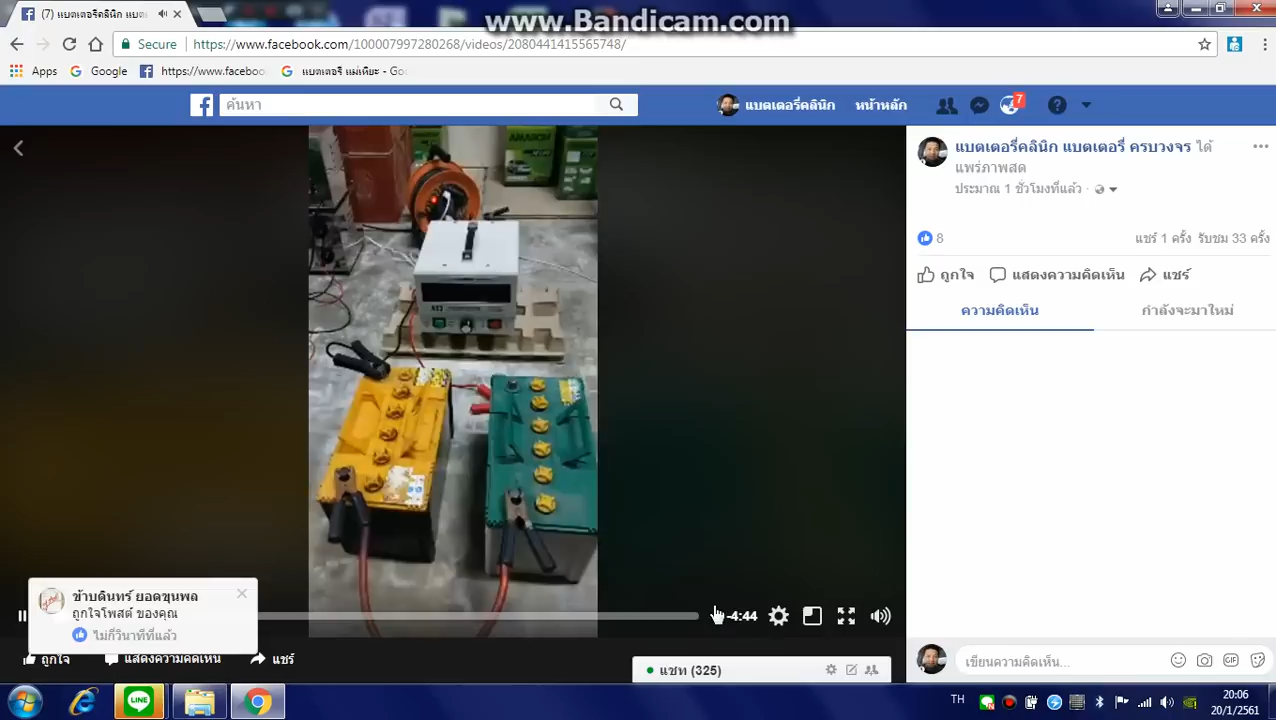 www.Bandicam.com
(7) แบตเตอรี่คลินิก แบต
Secure
https://www.facebook.com/100007997280268/videos/2080441415565748/
Apps
Google
https://www.facebo
แบตเตอรี่ แม่เหียะ - Go
ค้นหา
แบตเตอรี่คลินิก
หน้าหลัก
7
แบตเตอรี่คลินิก แบตเตอรี่ ครบวงจร ได้
แพร่ภาพสด
ประมาณ 1 ชั่วโมงที่แล้ว ·
8
แชร์ 1 ครั้ง รับชม 33 ครั้ง
ถูกใจ
แสดงความคิดเห็น
แชร์
ความคิดเห็น
กำลังจะมาใหม่
AMARON
ข้าบดินทร์ ยอดขุนพล
ถูกใจโพสต์ ของคุณ
ไม่กี่วินาทีที่แล้ว
-4:44
ถูกใจ
แสดงความคิดเห็น
แชร์
แชท (325)
เขียนความคิดเห็น...
GIF
LINE
TH
20:06
20/1/2561